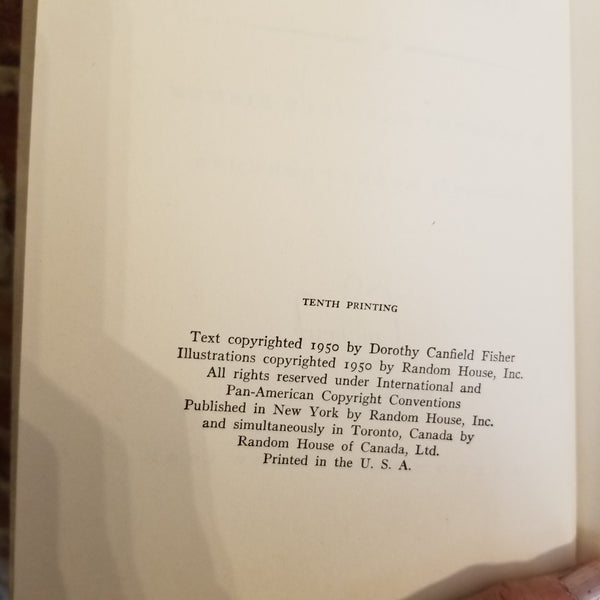 TENTH PRINTING
Text copyrighted 1950 by Dorothy Canfield Fisher
Illustrations copyrighted 1950 by Random House, Inc.
All rights reserved under International and
Pan-American Copyright Conventions
Published in New York by Random House, Inc.
and simultaneously in Toronto, Canada by
Random House of Canada, Ltd.
Printed in the U. S. A.